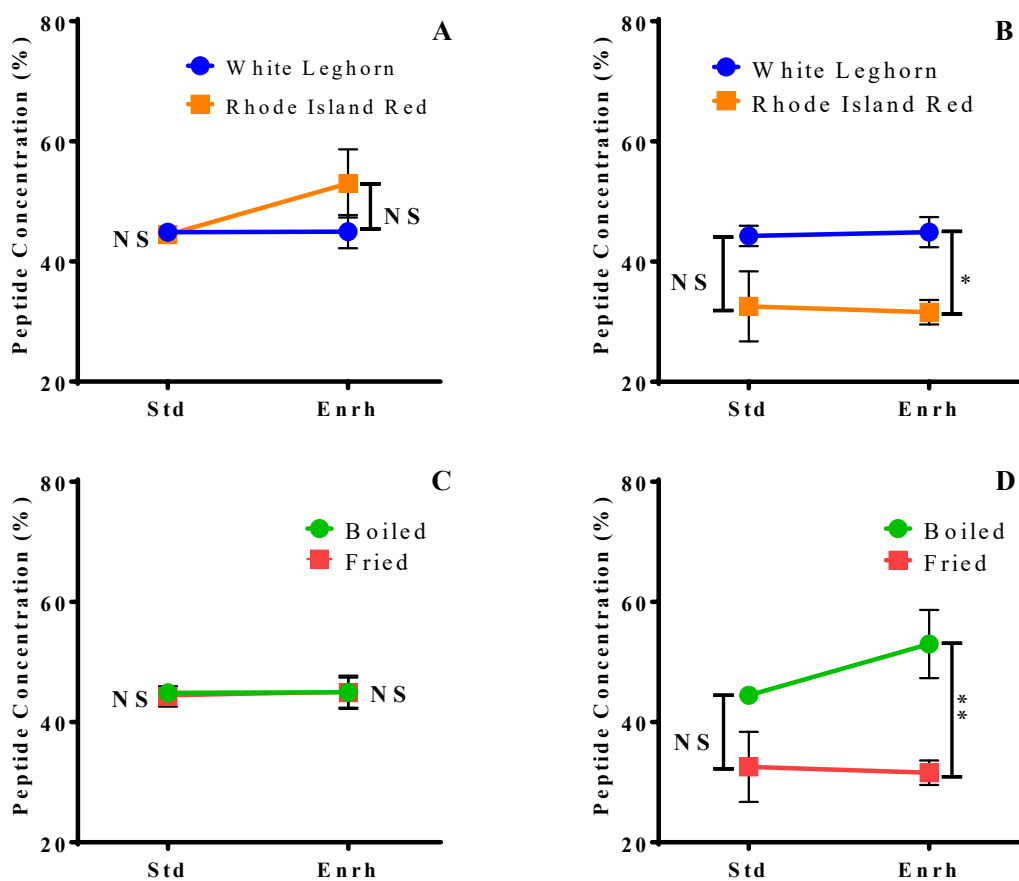 A
80
White Leghorn
Rhode Island Red
60
NS
NS
40
20
Std
Enrh
Peptide Concentration (%)
B
80
White Leghorn
Rhode Island Red
60
NS
*
40
20
Std
Enrh
Peptide Concentration (%)
C
80
Boiled
Fried
60
NS
NS
40
20
Std
Enrh
Peptide Concentration (%)
D
80
Boiled
Fried
60
NS
**
40
20
Std
Enrh
Peptide Concentration (%)